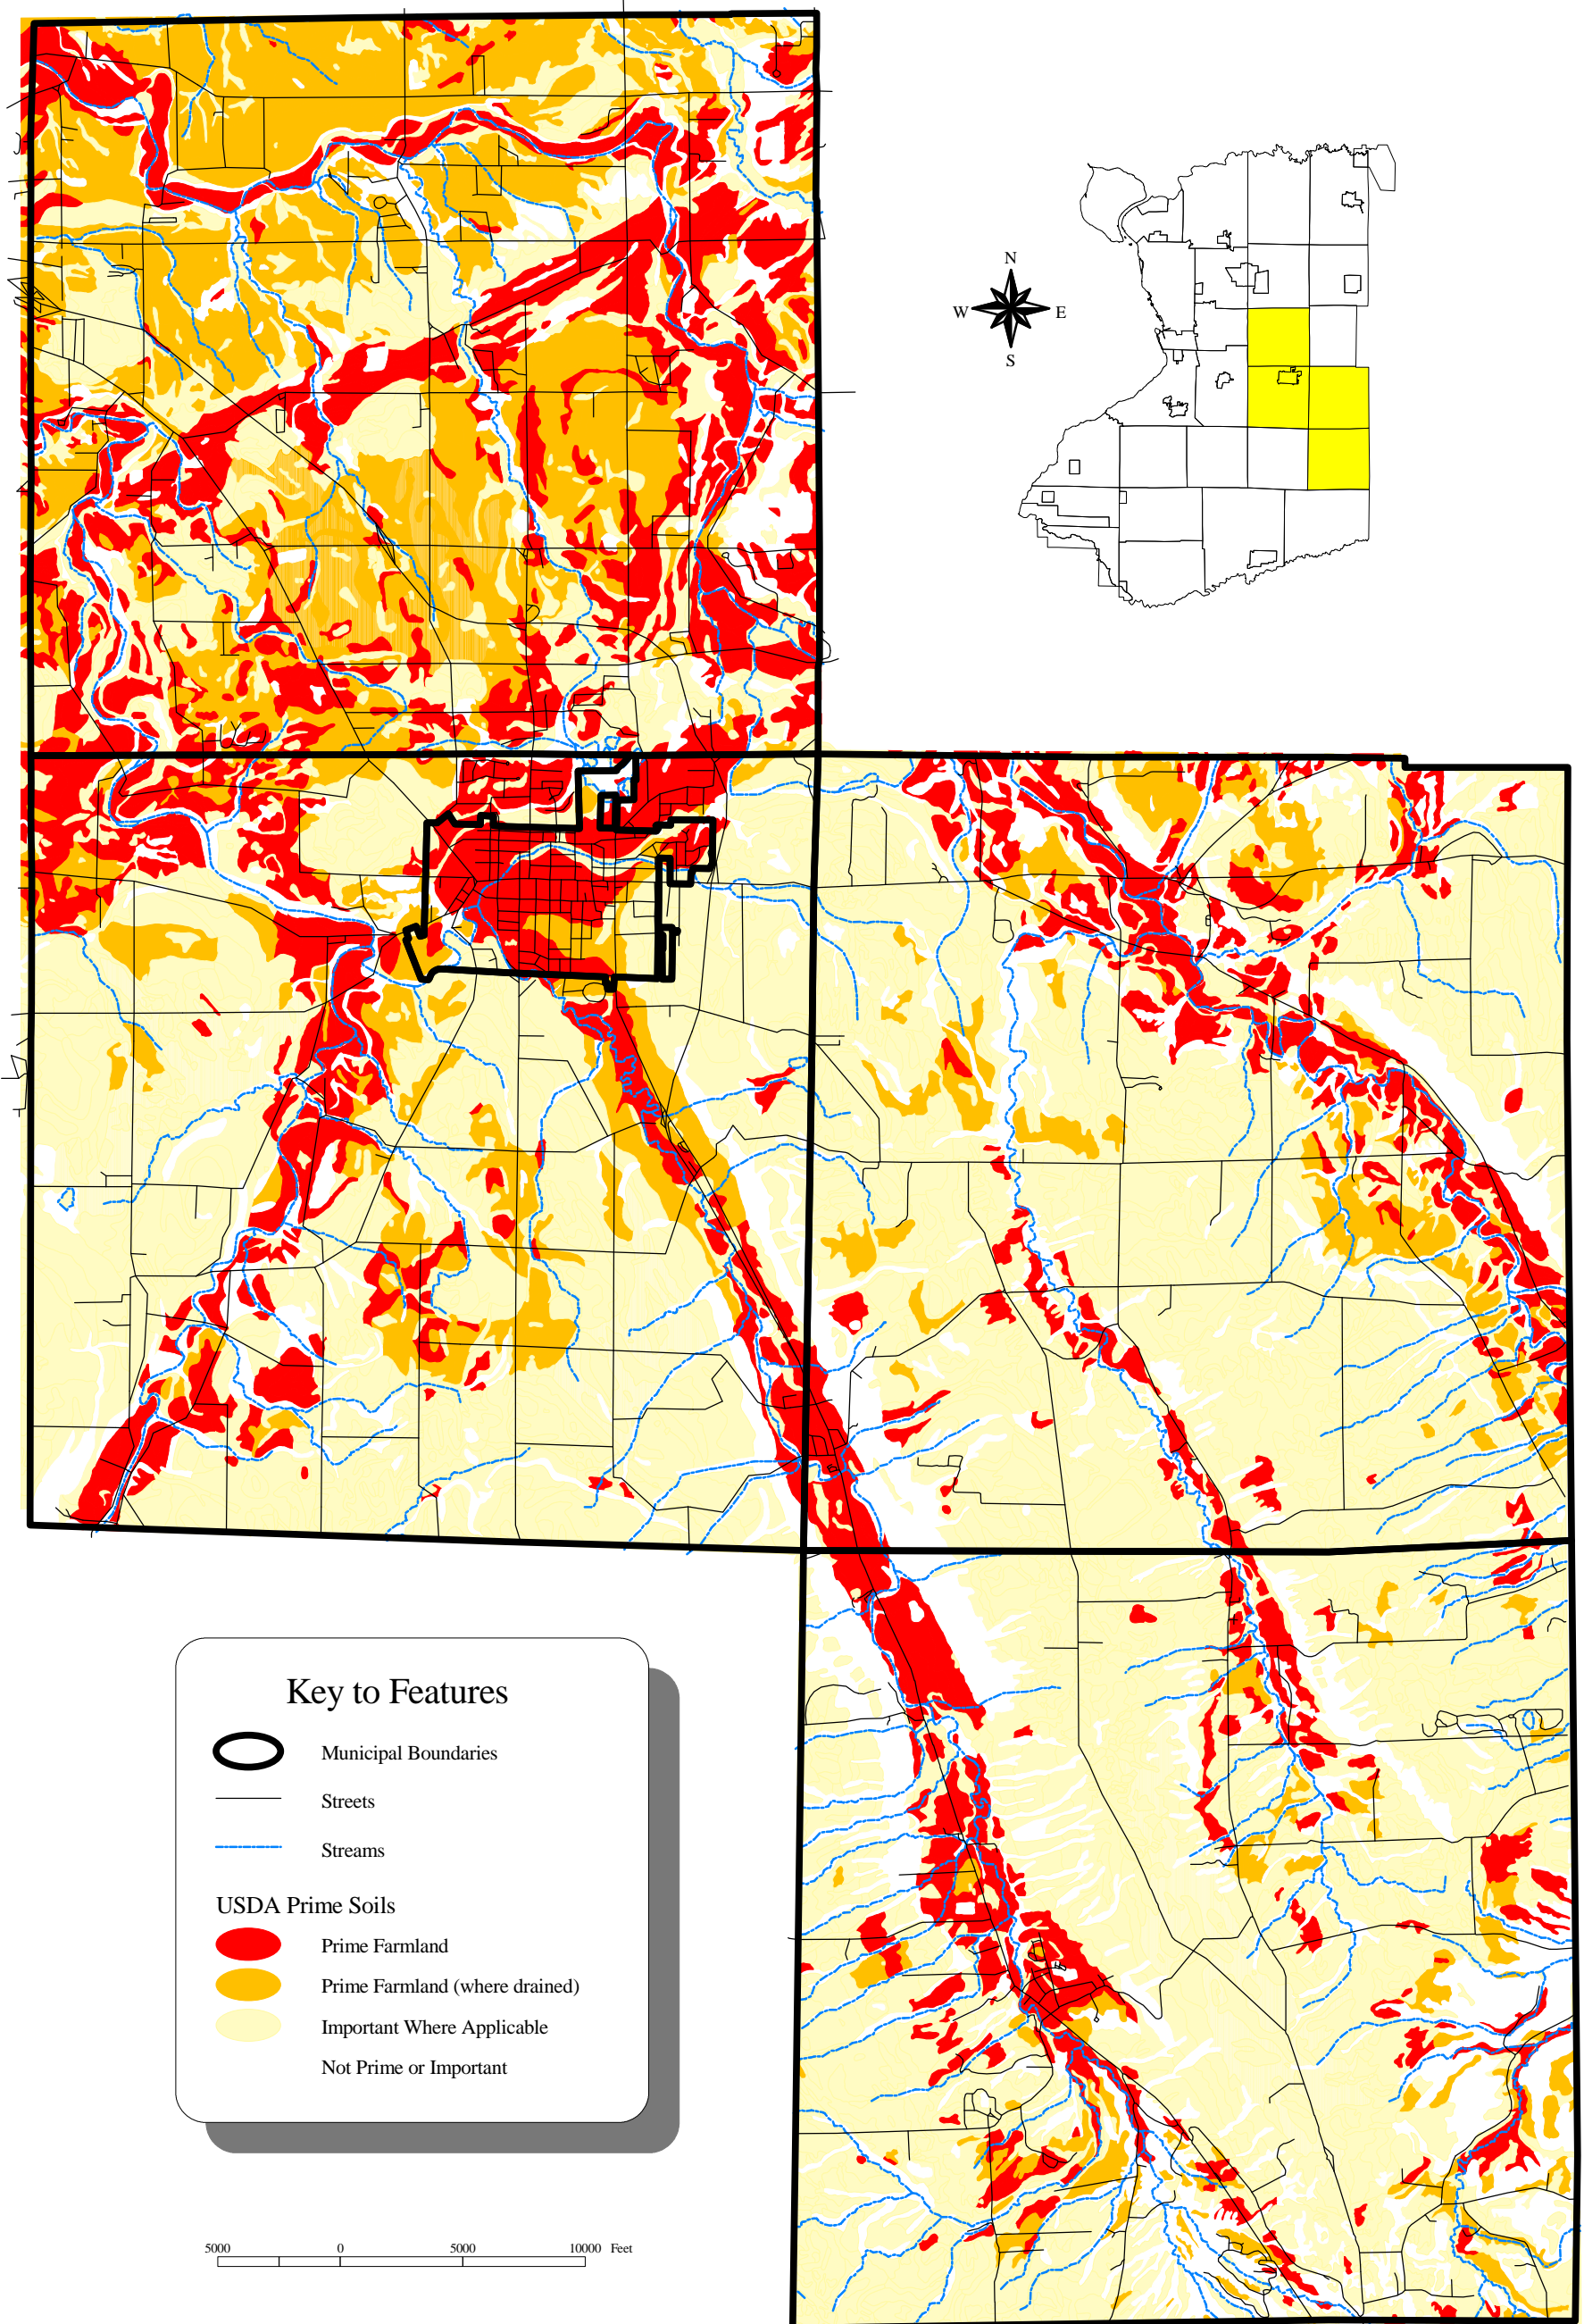 N
W E
S
Key to Features
Municipal Boundaries
Streets
Streams
USDA Prime Soils
Prime Farmland
Prime Farmland (where drained)
Important Where Applicable
Not Prime or Important
5000 0 5000 10000 Feet